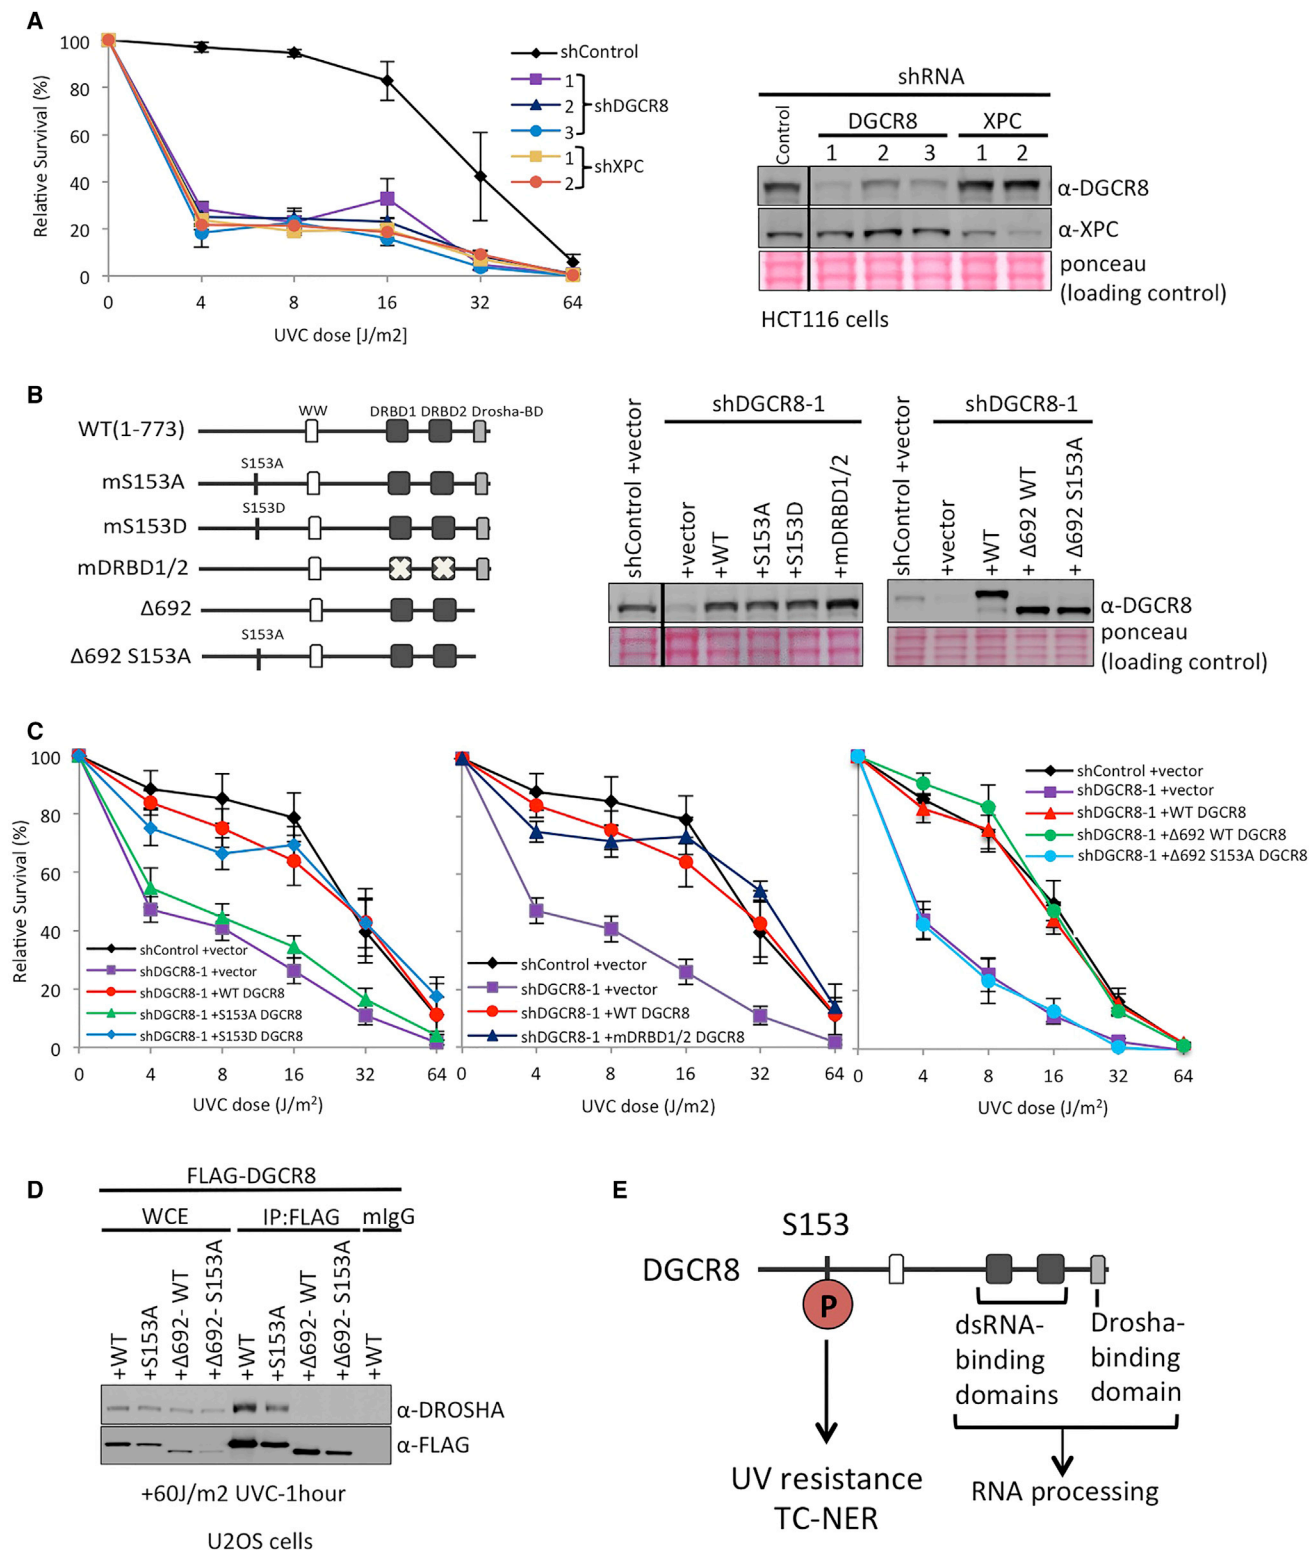 A
100
80
60
40
20
0
Relative Survival (%)
0 4 8 16 32 64
UVC dose [J/m2]
shControl
1
2 shDGCR8
3
1 shXPC
2
shRNA
Control
DGCR8 XPC
1 2 3 1 2
α-DGCR8
α-XPC
ponceau
(loading control)
HCT116 cells
B
WW DRBD1 DRBD2 Drosha-BD
WT(1-773)
S153A
mS153A
S153D
mS153D
mDRBD1/2
Δ692
S153A
Δ692 S153A
shDGCR8-1
shControl +vector
+vector
+WT
+S153A
+S153D
+mDRBD1/2
shDGCR8-1
shControl +vector
+vector
+WT
+ Δ692 WT
+ Δ692 S153A
α-DGCR8
ponceau
(loading control)
C
100
80
60
40
20
0
Relative Survival (%)
shControl +vector
shDGCR8-1 +vector
shDGCR8-1 +WT DGCR8
shDGCR8-1 +S153A DGCR8
shDGCR8-1 +S153D DGCR8
0 4 8 16 32 64
UVC dose (J/m²)
shControl +vector
shDGCR8-1 +vector
shDGCR8-1 +WT DGCR8
shDGCR8-1 +mDRBD1/2 DGCR8
0 4 8 16 32 64
UVC dose (J/m2)
shControl +vector
shDGCR8-1 +vector
shDGCR8-1 +WT DGCR8
shDGCR8-1 +Δ692 WT DGCR8
shDGCR8-1 +Δ692 S153A DGCR8
0 4 8 16 32 64
UVC dose (J/m²)
D
FLAG-DGCR8
WCE IP:FLAG mIgG
+WT
+S153A
+Δ692- WT
+Δ692- S153A
+WT
+S153A
+Δ692- WT
+Δ692- S153A
+WT
α-DROSHA
α-FLAG
+60J/m2 UVC-1hour
U2OS cells
E
S153
DGCR8
P
dsRNA-
binding
domains
Drosha-
binding
domain
UV resistance
TC-NER
RNA processing